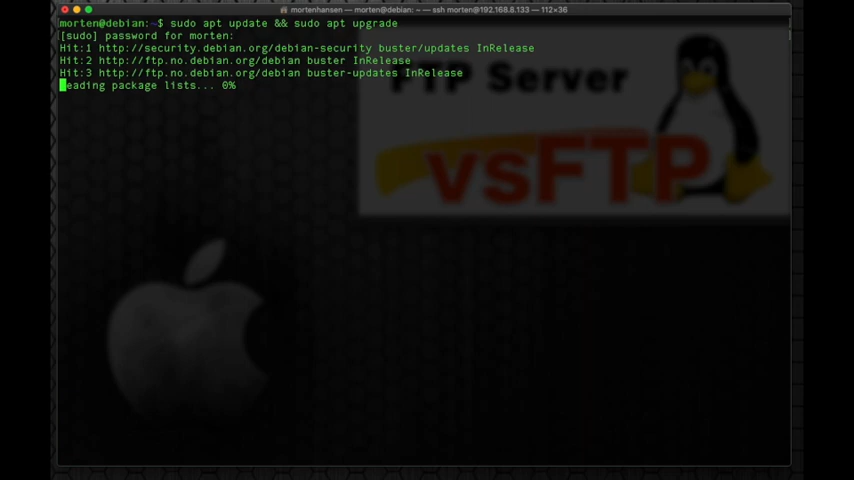 mortenhansen — morten@debian: ~ — ssh morten@192.168.8.133 — 112×36
morten@debian:~$ sudo apt update && sudo apt upgrade
[sudo] password for morten:
Hit:1 http://security.debian.org/debian-security buster/updates InRelease
Hit:2 http://ftp.no.debian.org/debian buster InRelease
Hit:3 http://ftp.no.debian.org/debian buster-updates InRelease
eading package lists... 0%
FTP Server
vsFTP